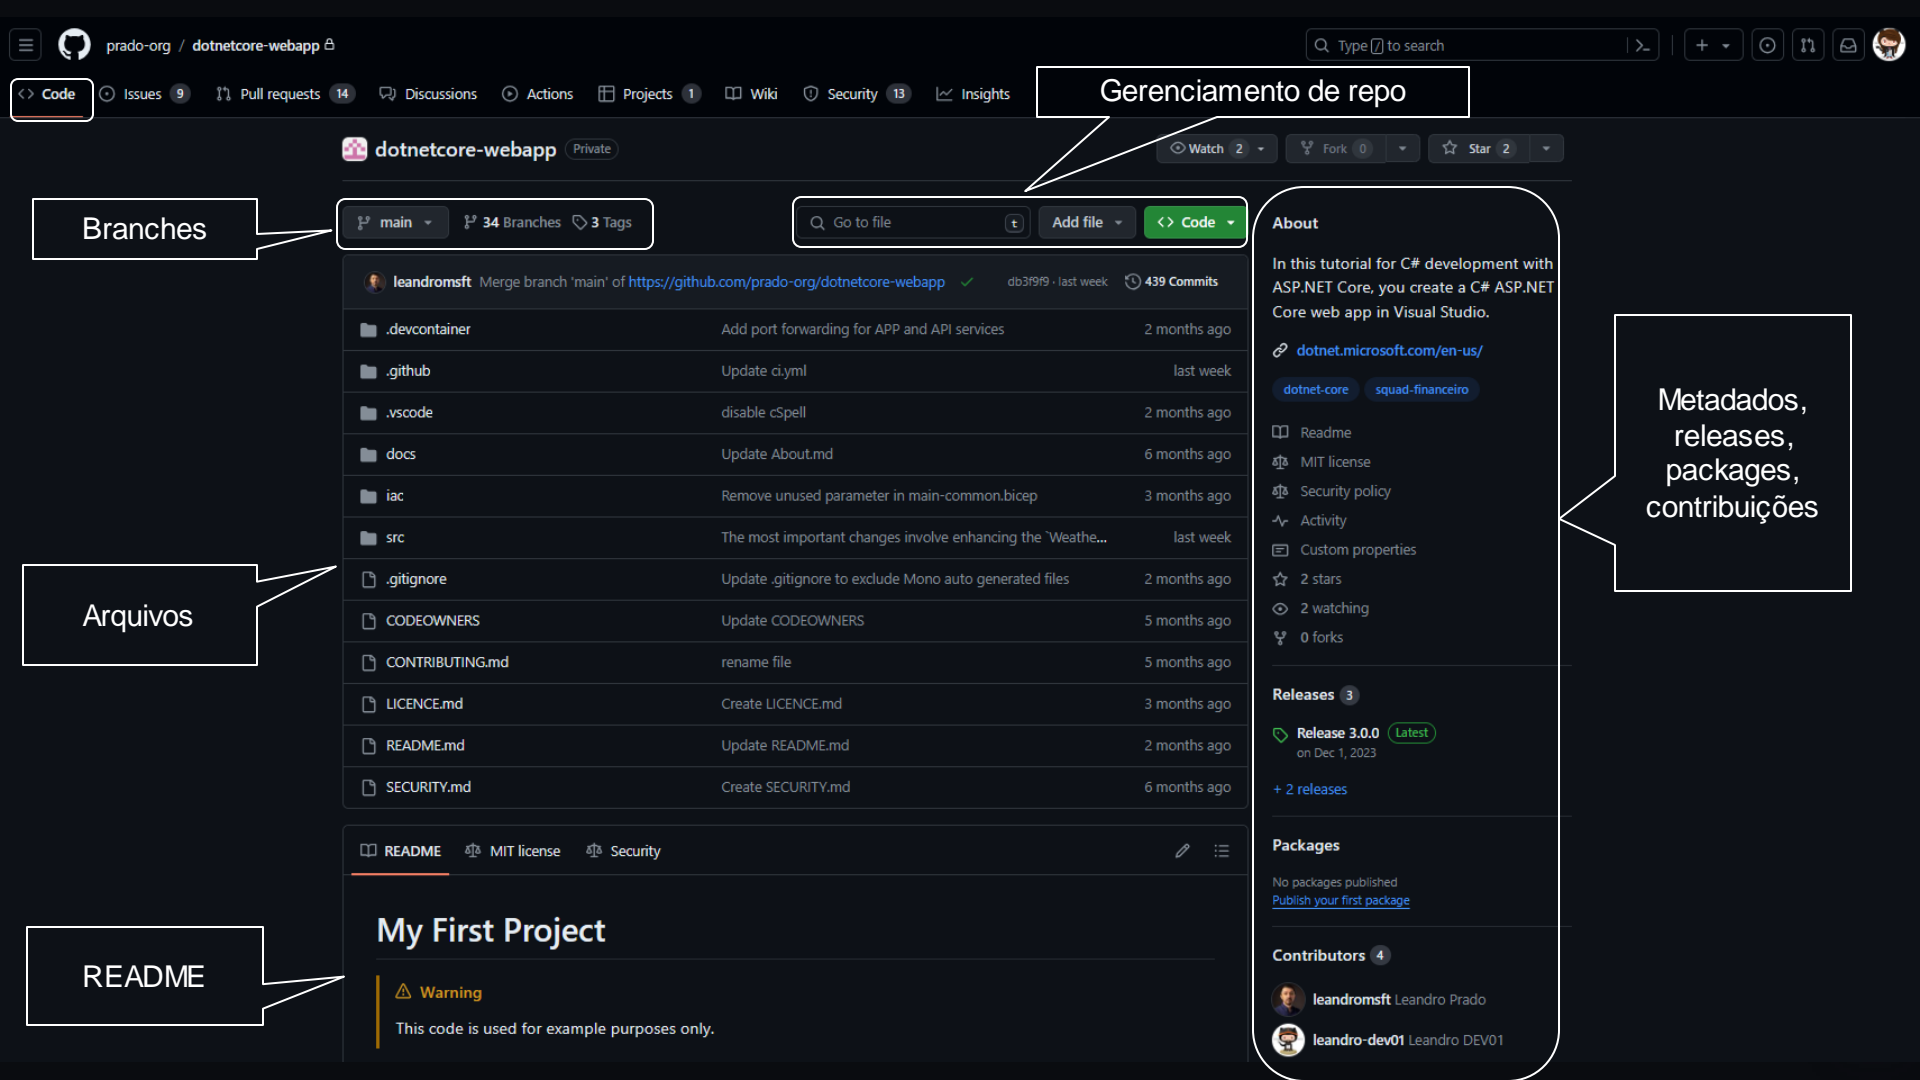 prado-org / dotnetcore-webapp
Type / to search
Code
Issues 9
Pull requests 14
Discussions
Actions
Projects 1
Wiki
Security 13
Insights
Gerenciamento de repo
dotnetcore-webapp Private
Watch 2
Fork 0
Star 2
Branches
main
34 Branches
3 Tags
Go to file t
Add file
Code
leandromsft Merge branch 'main' of https://github.com/prado-org/dotnetcore-webapp db3f9f9 · last week 439 Commits
.devcontainer Add port forwarding for APP and API services 2 months ago
.github Update ci.yml last week
.vscode disable cSpell 2 months ago
docs Update About.md 6 months ago
iac Remove unused parameter in main-common.bicep 3 months ago
src The most important changes involve enhancing the `Weathe... last week
.gitignore Update .gitignore to exclude Mono auto generated files 2 months ago
CODEOWNERS Update CODEOWNERS 5 months ago
CONTRIBUTING.md rename file 5 months ago
LICENCE.md Create LICENCE.md 3 months ago
README.md Update README.md 2 months ago
SECURITY.md Create SECURITY.md 6 months ago
Arquivos
README
MIT license
Security
My First Project
Warning
This code is used for example purposes only.
README
About
In this tutorial for C# development with
ASP.NET Core, you create a C# ASP.NET
Core web app in Visual Studio.
dotnet.microsoft.com/en-us/
dotnet-core squad-financeiro
Readme
MIT license
Security policy
Activity
Custom properties
2 stars
2 watching
0 forks
Releases 3
Release 3.0.0 Latest
on Dec 1, 2023
+ 2 releases
Packages
No packages published
Publish your first package
Contributors 4
leandromsft Leandro Prado
leandro-dev01 Leandro DEV01
Metadados,
releases,
packages,
contribuições